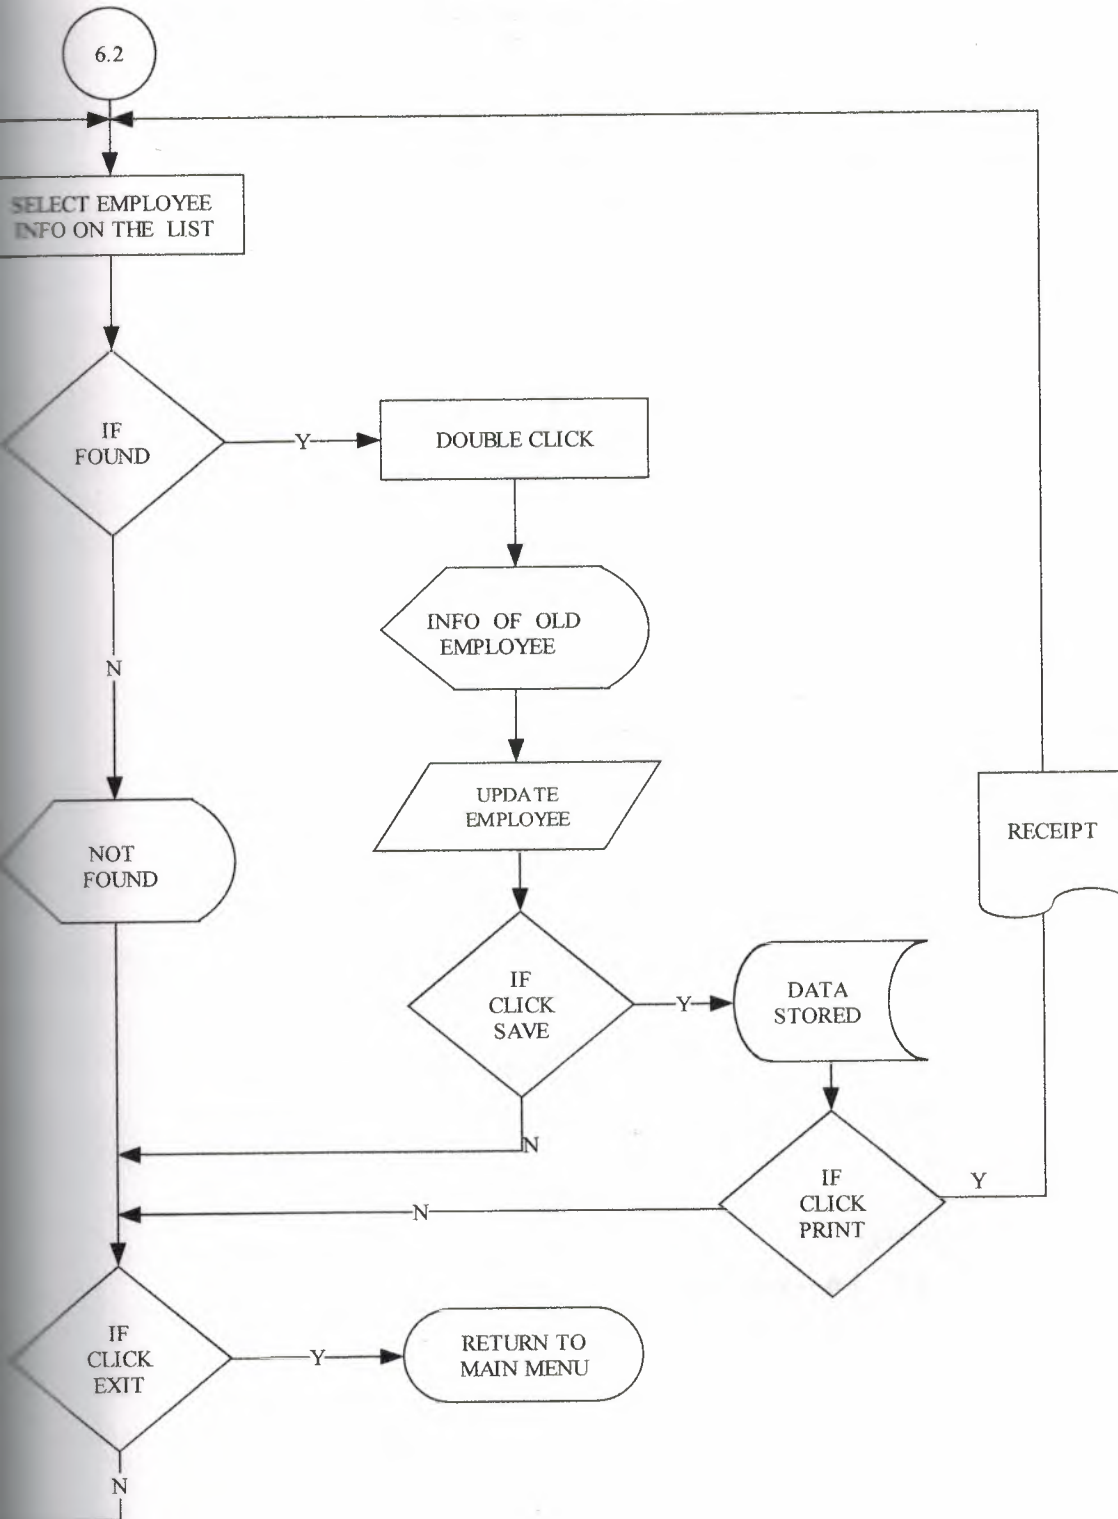 6.2
SELECT EMPLOYEE
INFO ON THE LIST
IF
FOUND
Y
DOUBLE CLICK
INFO OF OLD
EMPLOYEE
N
UPDATE
EMPLOYEE
RECEIPT
NOT
FOUND
IF
CLICK
SAVE
Y
DATA
STORED
N
IF
CLICK
PRINT
Y
N
IF
CLICK
EXIT
Y
RETURN TO
MAIN MENU
N